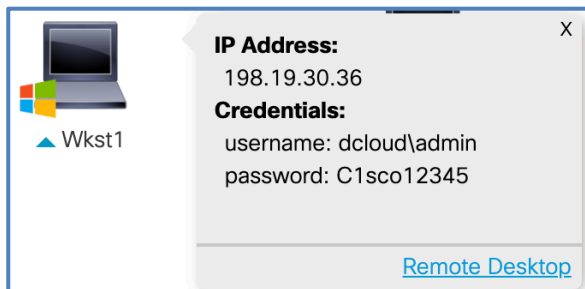 X
IP Address:
198.19.30.36
Credentials:
username: dcloud\admin
password: C1sco12345
Wkst1
Remote Desktop